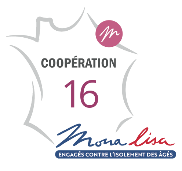 m
COOPÉRATION
16
Mona lisa
ENGAGÉS CONTRE L'ISOLEMENT DES ÂGÉS